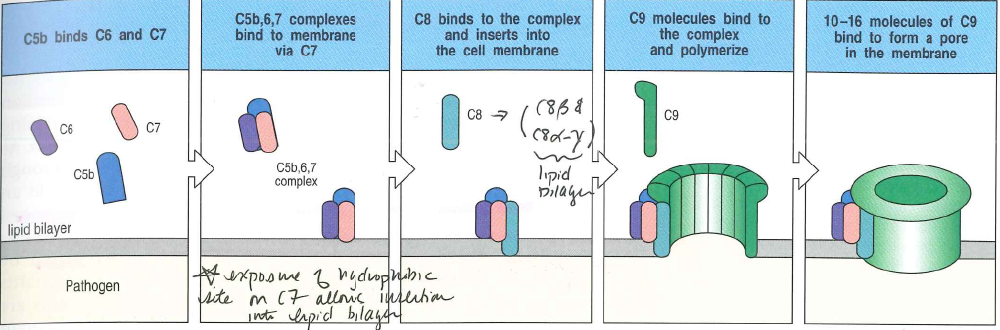 C5b binds C6 and C7
C6
C7
C5b
lipid bilayer
Pathogen
C5b,6,7 complexes
bind to membrane
via C7
C5b,6,7
complex
exposure of hydrophobic
site on C7 allows insertion
into lipid bilayer
C8 binds to the complex
and inserts into
the cell membrane
C8 → (C8β &
C8α-γ)
lipid
bilayer
C9 molecules bind to
the complex
and polymerize
C9
10–16 molecules of C9
bind to form a pore
in the membrane